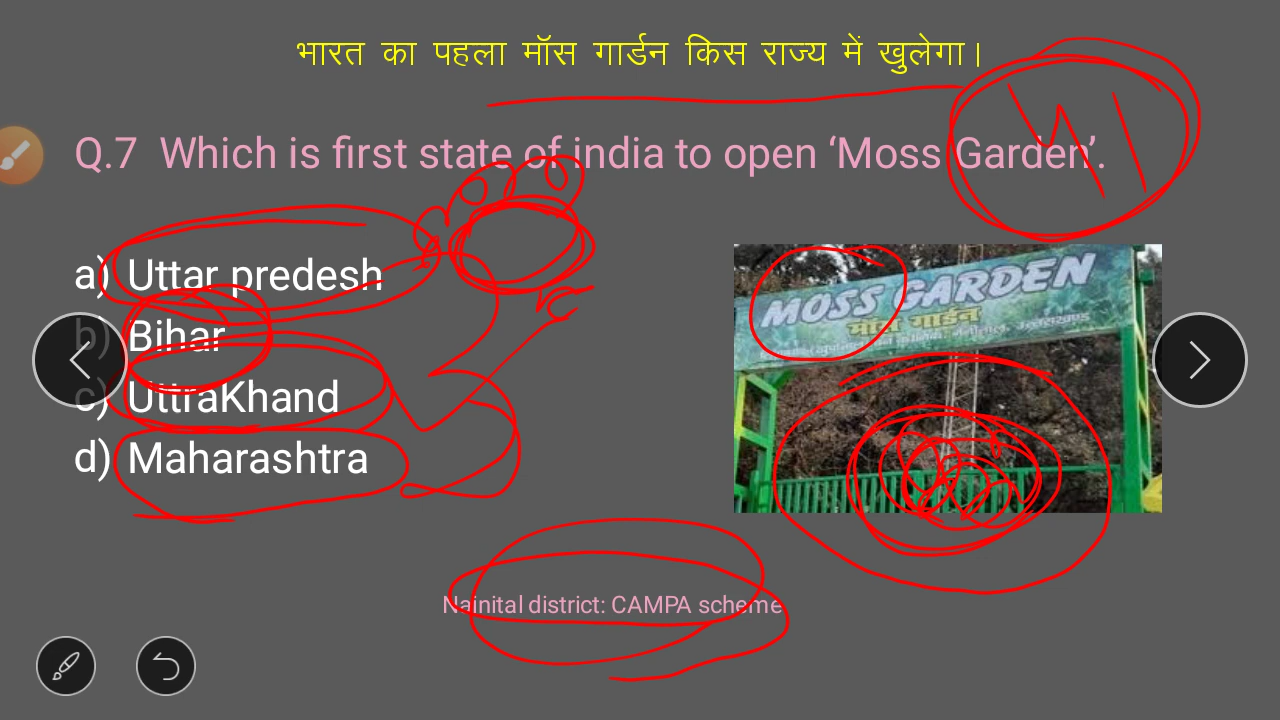 भारत का पहला मॉस गार्डन किस राज्य में खुलेगा।
Q.7 Which is first state of india to open ‘Moss Garden’.
a) Uttar predesh
b) Bihar
c) UttraKhand
d) Maharashtra
MOSS GARDEN
मॉस गार्डन
Nainital district: CAMPA scheme